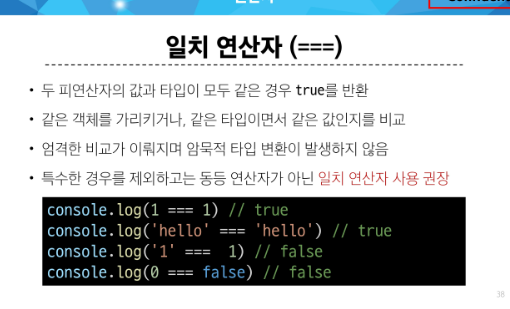 일치 연산자 (===)
• 두 피연산자의 값과 타입이 모두 같은 경우 true를 반환
• 같은 객체를 가리키거나, 같은 타입이면서 같은 값인지를 비교
• 엄격한 비교가 이뤄지며 암묵적 타입 변환이 발생하지 않음
• 특수한 경우를 제외하고는 동등 연산자가 아닌 일치 연산자 사용 권장
console.log(1 === 1) // true
console.log('hello' === 'hello') // true
console.log('1' ===  1) // false
console.log(0 === false) // false
38